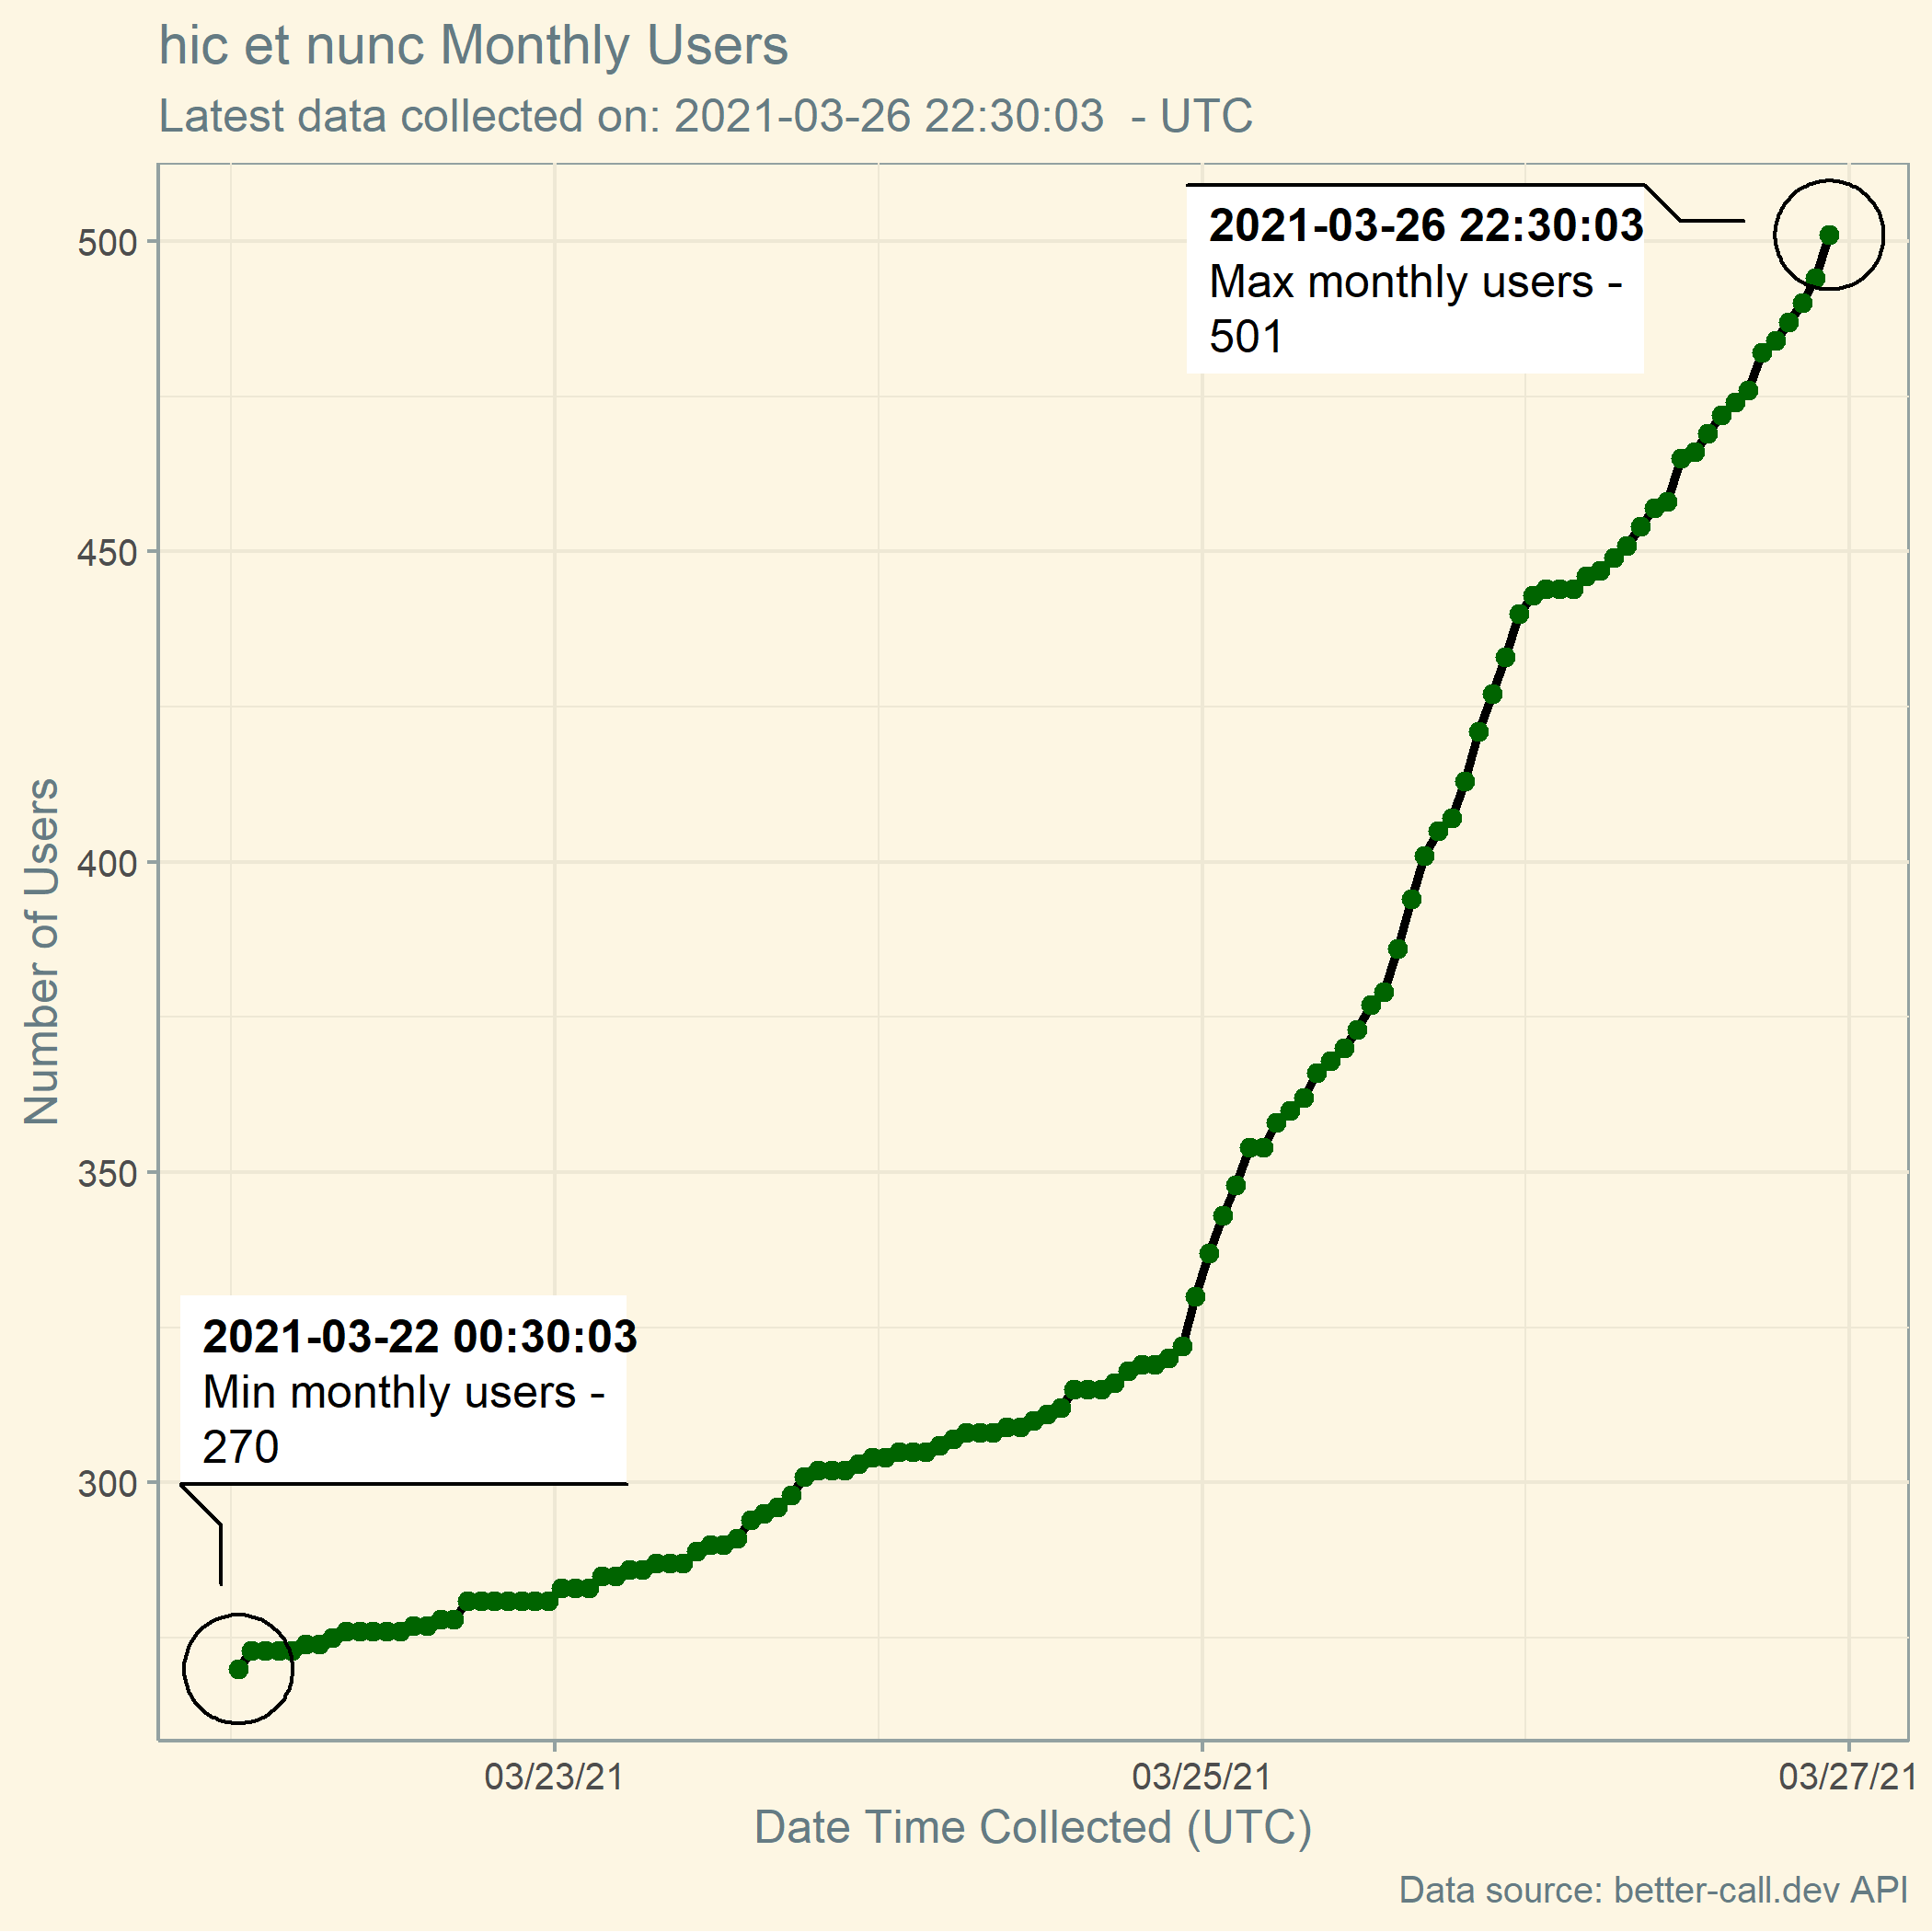 hic et nunc Monthly Users
Latest data collected on: 2021-03-26 22:30:03  - UTC
Number of Users
500
450
400
350
300
2021-03-26 22:30:03
Max monthly users -
501
2021-03-22 00:30:03
Min monthly users -
270
03/23/21
03/25/21
03/27/21
Date Time Collected (UTC)
Data source: better-call.dev API